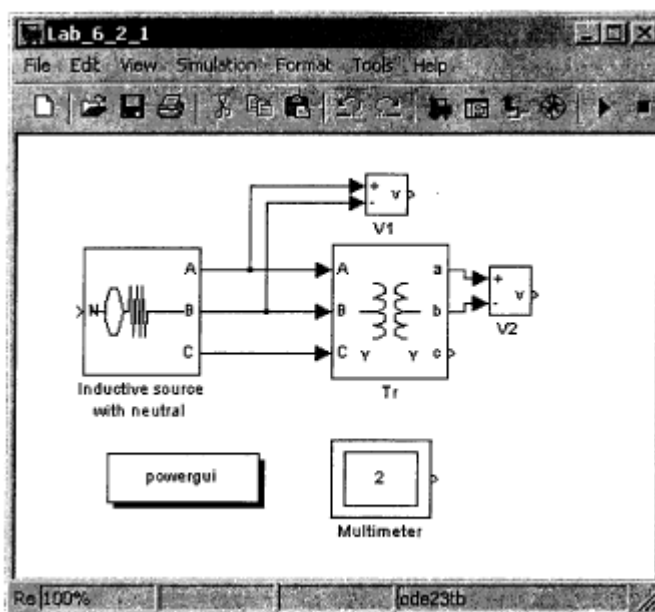 Lab_6_2_1
File Edit View Simulation Format Tools Help
+
-
v
V1
A
N
B
C
Inductive source
with neutral
A
B
C
Y
Y
a
b
c
Tr
+
-
v
V2
powergui
2
Multimeter
Re 100%
ode23tb